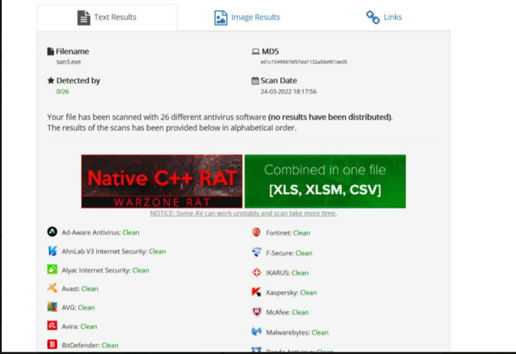 Text Results
Image Results
Links
Filename
san3.exe
MD5
Detected by
0/26
Scan Date
24-03-2022 18:17:56
Your file has been scanned with 26 different antivirus software (no results have been distributed).
The results of the scans has been provided below in alphabetical order.
Native C++ RAT
WARZONE RAT
Combined in one file
[XLS, XLSM, CSV]
NOTICE: Some AV can work unstably and scan take more time.
Ad-Aware Antivirus: Clean
AhnLab V3 Internet Security: Clean
Alyac Internet Security: Clean
Avast: Clean
AVG: Clean
Avira: Clean
BitDefender: Clean
Fortinet: Clean
F-Secure: Clean
IKARUS: Clean
Kaspersky: Clean
McAfee: Clean
Malwarebytes: Clean